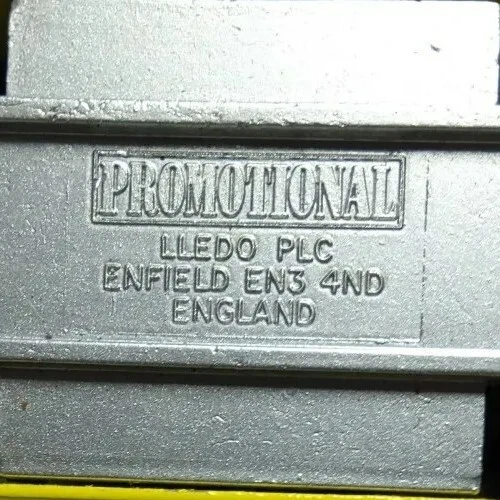 PROMOTIONAL
LLEDO PLC
ENFIELD EN3 4ND
ENGLAND